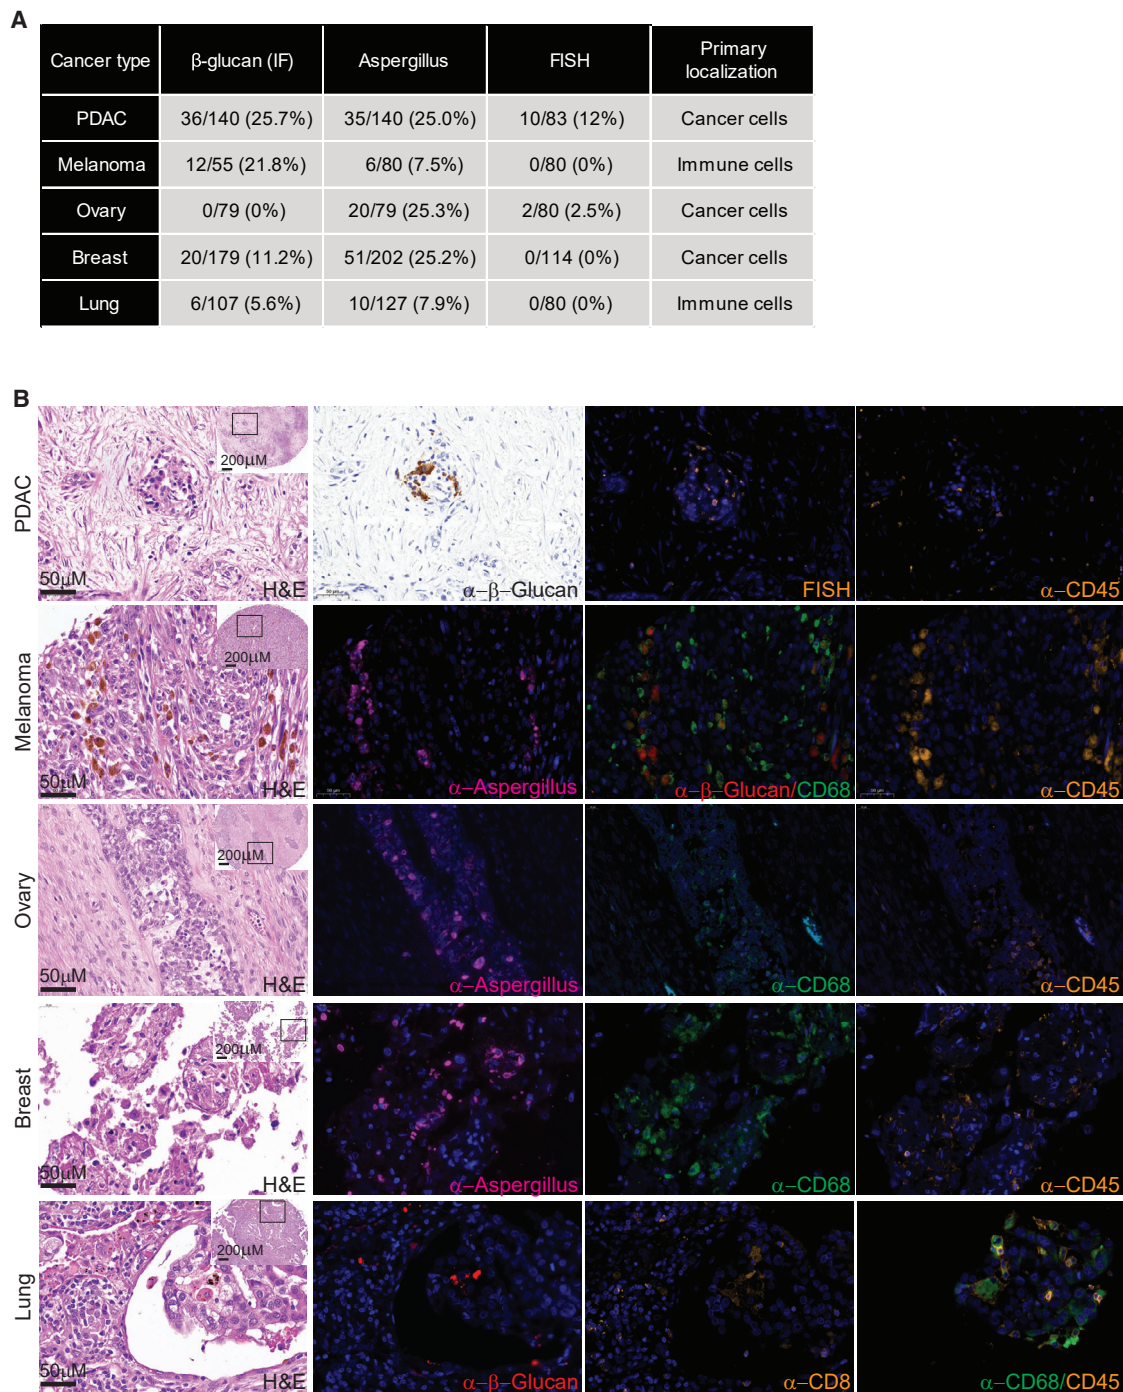 A
Cancer type β-glucan (IF) Aspergillus FISH Primary localization
PDAC 36/140 (25.7%) 35/140 (25.0%) 10/83 (12%) Cancer cells
Melanoma 12/55 (21.8%) 6/80 (7.5%) 0/80 (0%) Immune cells
Ovary 0/79 (0%) 20/79 (25.3%) 2/80 (2.5%) Cancer cells
Breast 20/179 (11.2%) 51/202 (25.2%) 0/114 (0%) Cancer cells
Lung 6/107 (5.6%) 10/127 (7.9%) 0/80 (0%) Immune cells
B
PDAC
200μM
50μM
H&E
α–β–Glucan
FISH
α–CD45
Melanoma
200μM
50μM
H&E
α–Aspergillus
α–β–Glucan/CD68
α–CD45
Ovary
200μM
50μM
H&E
α–Aspergillus
α–CD68
α–CD45
Breast
200μM
50μM
H&E
α–Aspergillus
α–CD68
α–CD45
Lung
200μM
50μM
H&E
α–β–Glucan
α–CD8
α–CD68/CD45